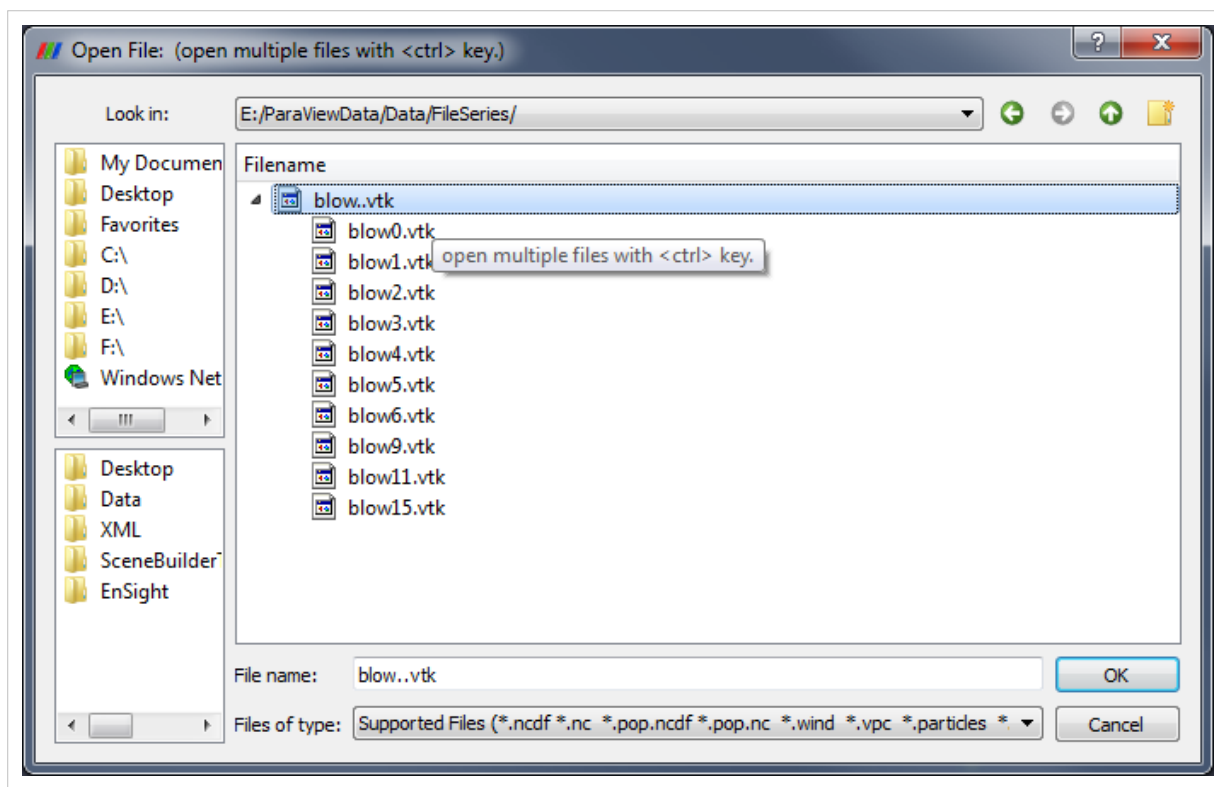 Open File: (open multiple files with <ctrl> key.)
Look in:
E:/ParaViewData/Data/FileSeries/
My Documen
Desktop
Favorites
C:\
D:\
E:\
F:\
Windows Net
Desktop
Data
XML
SceneBuilder
EnSight
Filename
blow..vtk
blow0.vtk
blow1.vtk
open multiple files with <ctrl> key.
blow2.vtk
blow3.vtk
blow4.vtk
blow5.vtk
blow6.vtk
blow9.vtk
blow11.vtk
blow15.vtk
File name: blow..vtk
OK
Files of type: Supported Files (*.ncdf *.nc *.pop.ncdf *.pop.nc *.wind *.vpc *.particles *.
Cancel